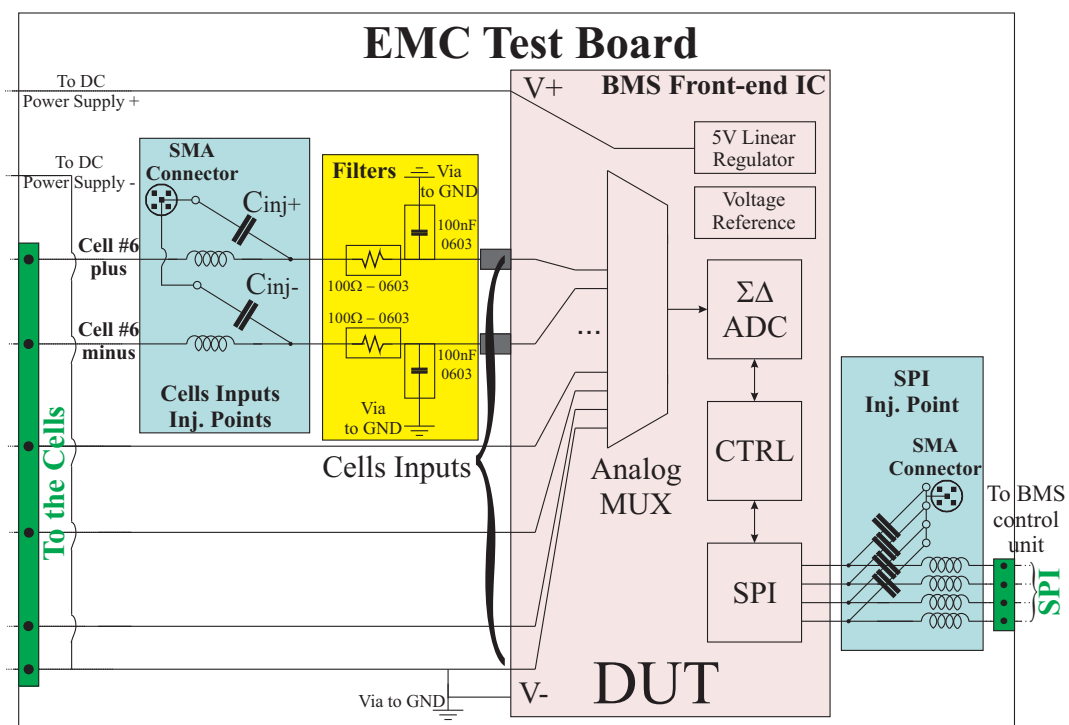 EMC Test Board
To DC
Power Supply +
To DC
Power Supply -
V+
BMS Front-end IC
5V Linear
Regulator
Voltage
Reference
SMA
Connector
Cinj+
Cinj-
Cell #6
plus
Cell #6
minus
Cells Inputs
Inj. Points
Filters
Via
to GND
100nF
0603
100Ω – 0603
100Ω – 0603
100nF
0603
Via
to GND
To the Cells
Cells Inputs
...
Analog
MUX
ΣΔ
ADC
CTRL
SPI
SPI
Inj. Point
SMA
Connector
To BMS
control
unit
SPI
Via to GND
V-
DUT